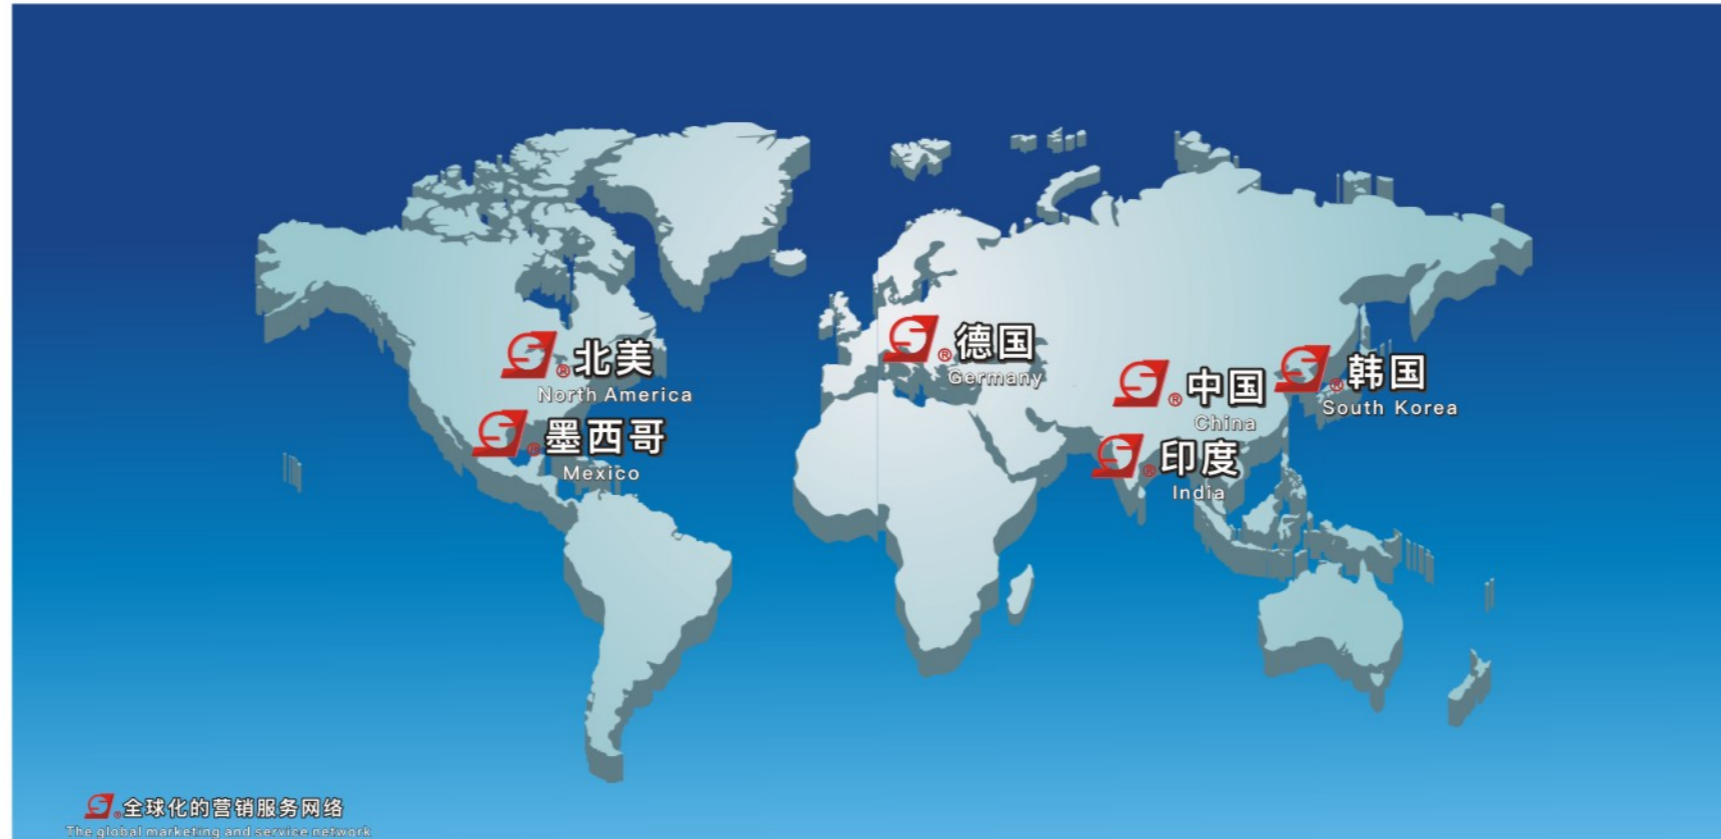 ® 北美
North America
® 墨西哥
Mexico
® 德国
Germany
® 中国
China
® 韩国
South Korea
® 印度
India
® 全球化的营销服务网络
The global marketing and service network